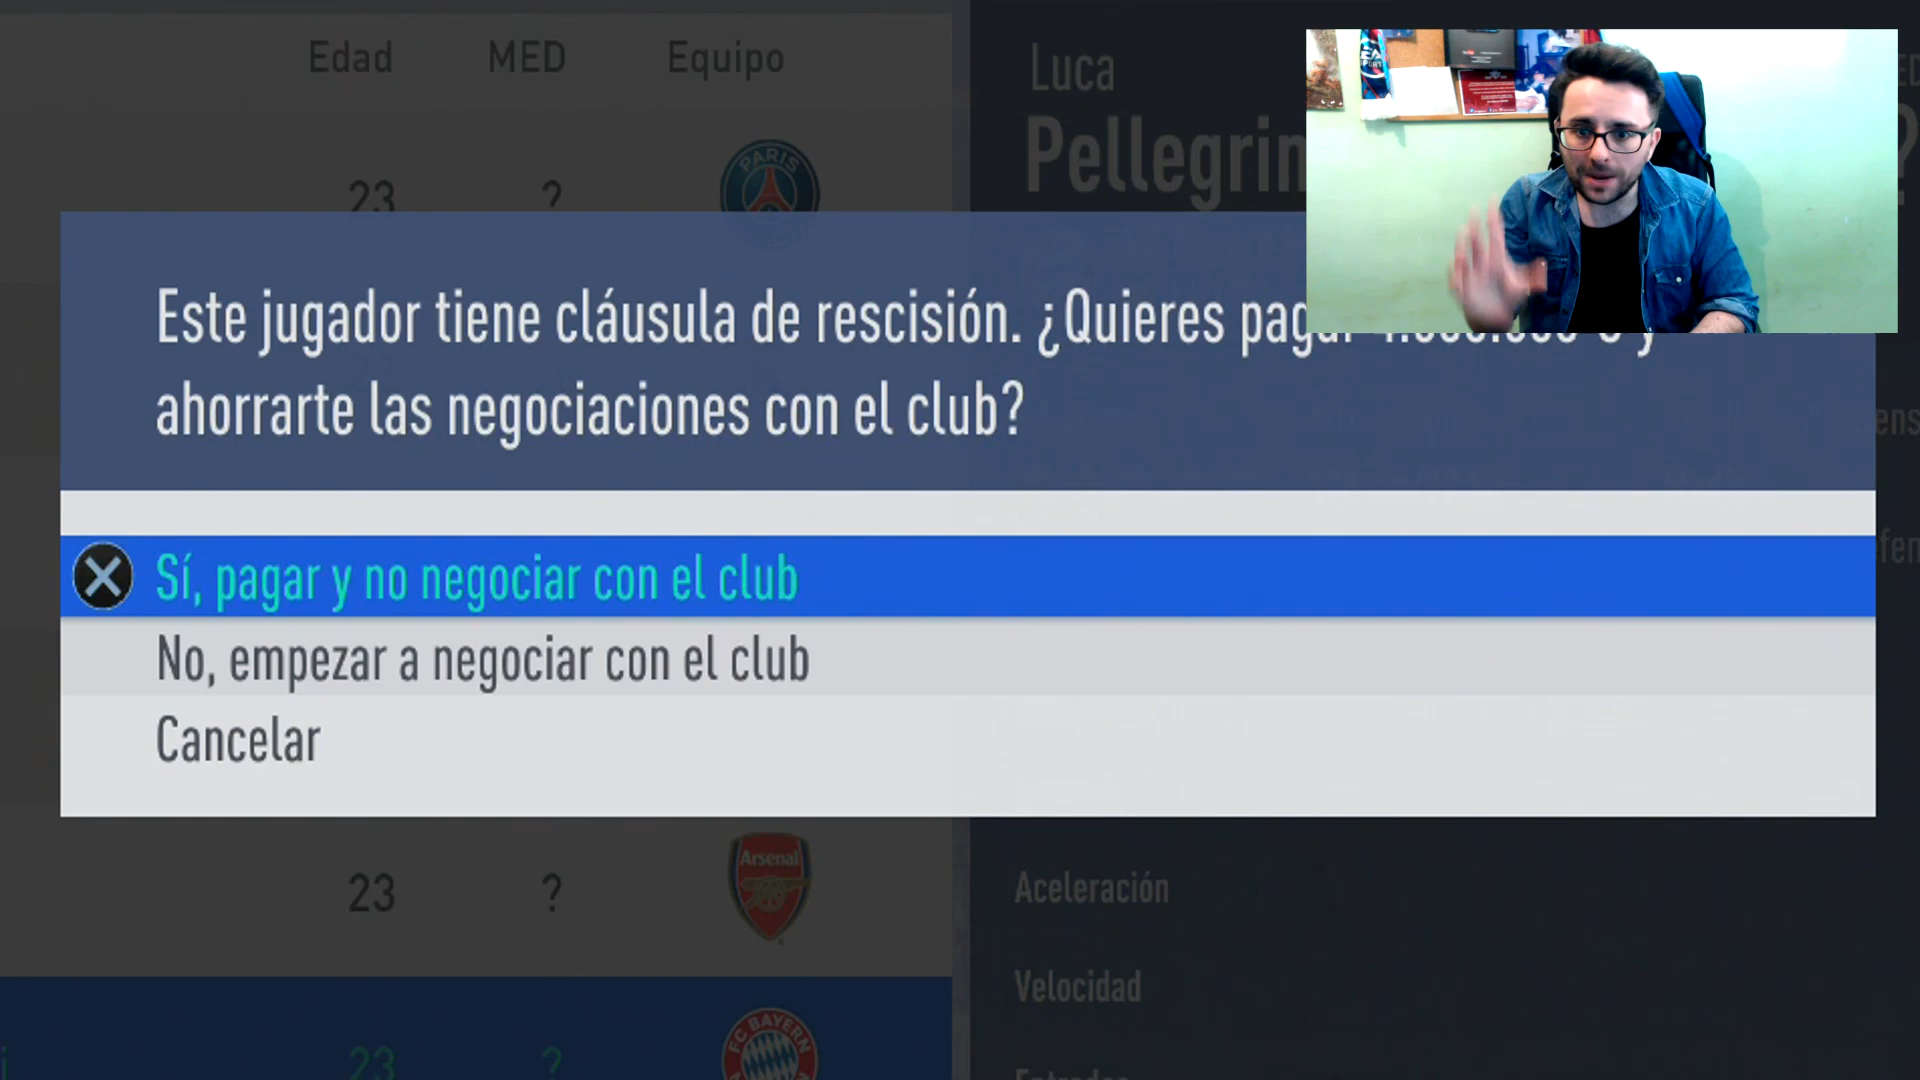 Edad MED Equipo
Luca
Pellegrin
PARIS
23 ?
Este jugador tiene cláusula de rescisión. ¿Quieres pagar y
ahorrarte las negociaciones con el club?
Sí, pagar y no negociar con el club
No, empezar a negociar con el club
Cancelar
Arsenal
23 ?
Aceleración
Velocidad
FC BAYERN
23 ?